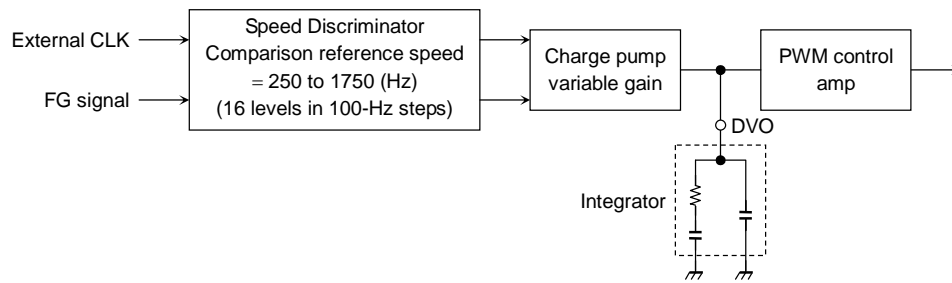 External CLK
FG signal
Speed Discriminator
Comparison reference speed
= 250 to 1750 (Hz)
(16 levels in 100-Hz steps)
Charge pump
variable gain
PWM control
amp
DVO
Integrator